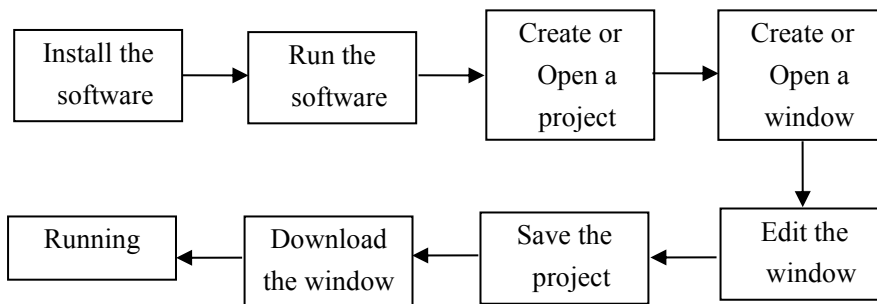 Install the
software
Run the
software
Create or
Open a
project
Create or
Open a
window
Edit the
window
Save the
project
Download
the window
Running